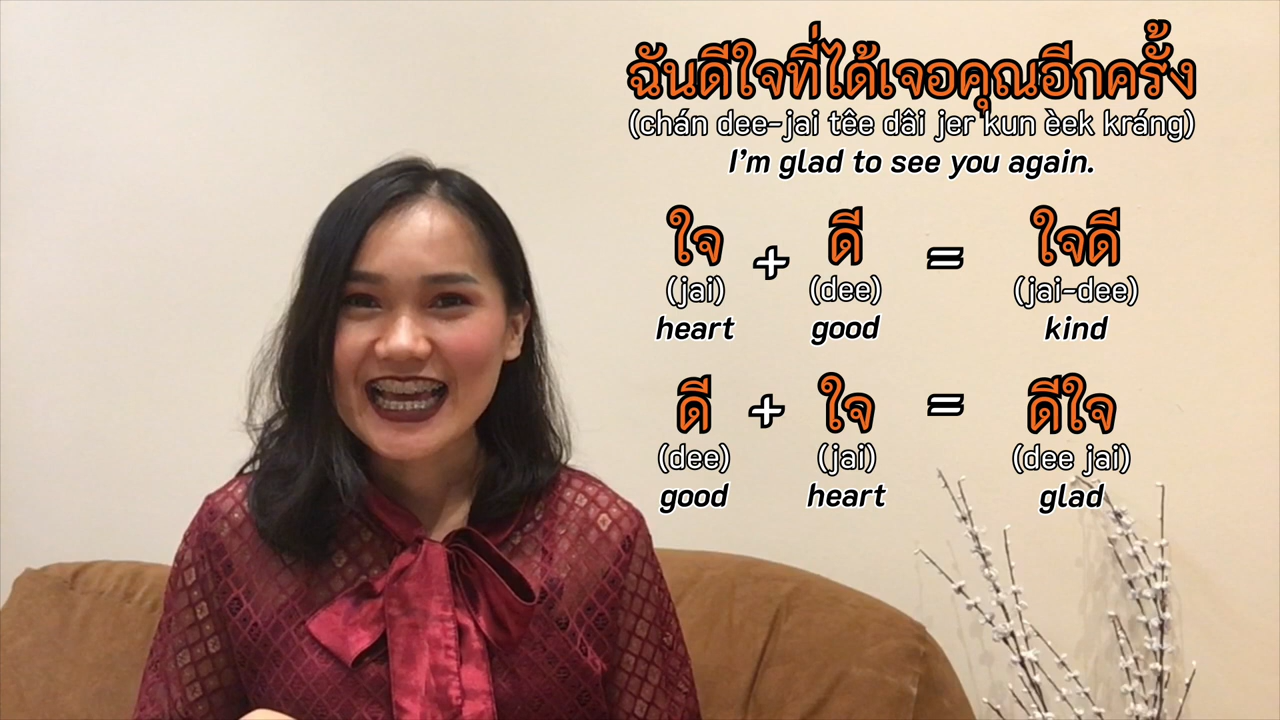 ฉันดีใจที่ได้เจอคุณอีกครั้ง
(chán dee-jai têe dâi jer kun èek kráng)
I'm glad to see you again.
ใจ + ดี = ใจดี
(jai) (dee) (jai-dee)
heart good kind
ดี + ใจ = ดีใจ
(dee) (jai) (dee jai)
good heart glad